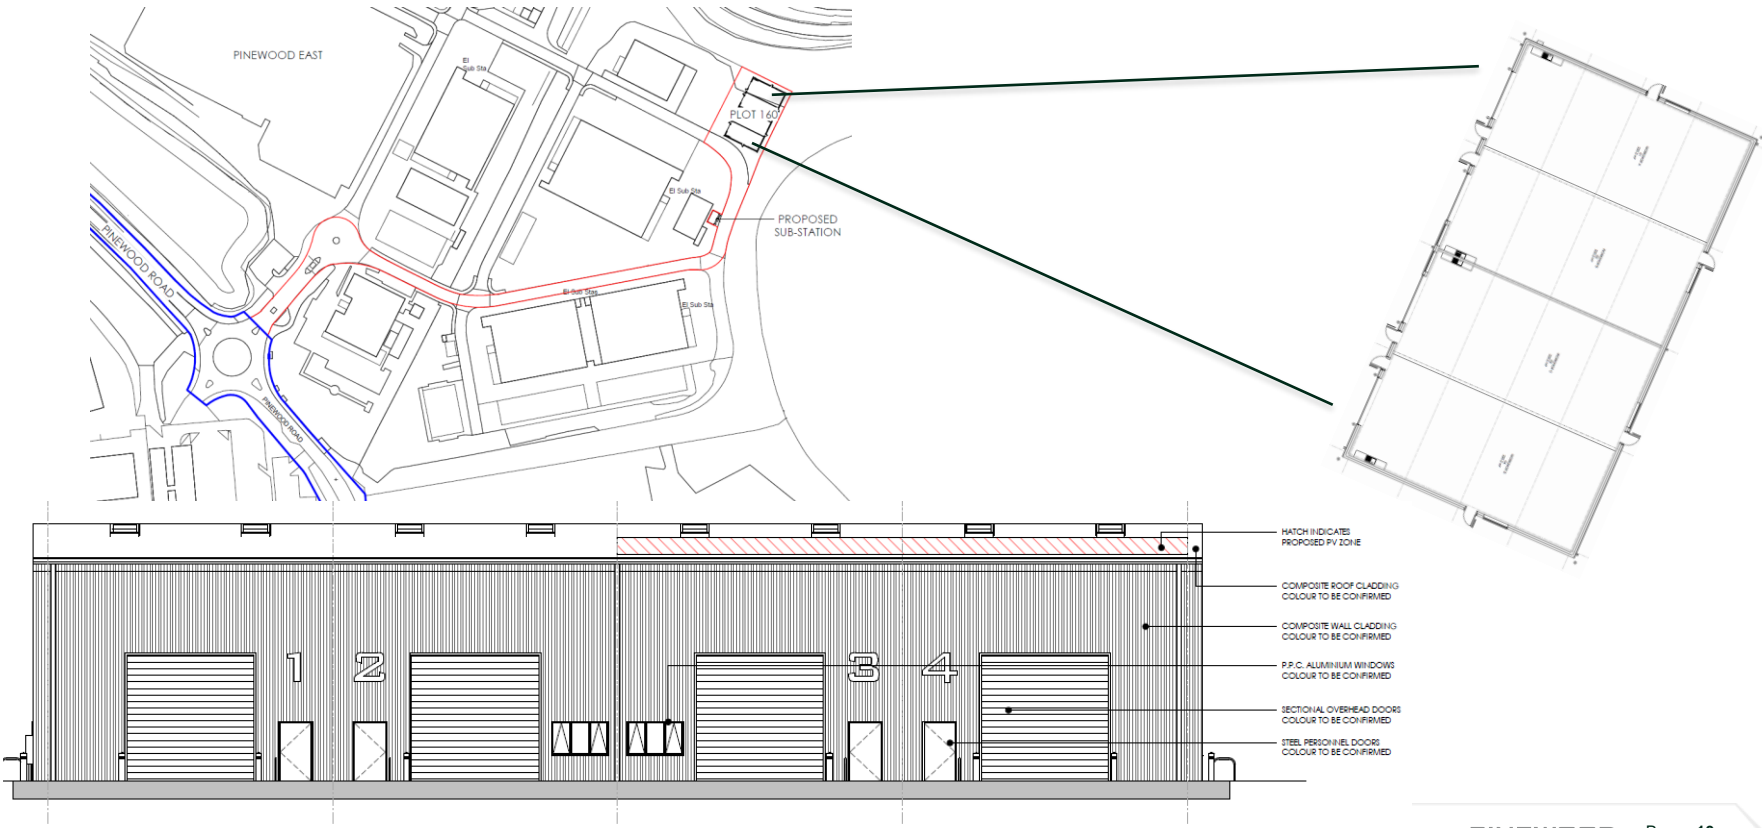 PINEWOOD EAST
El
Sub Sta
PLOT 160
El Sub Sta
PROPOSED
SUB-STATION
PINEWOOD ROAD
El Sub Stas
El Sub Sta
PINEWOOD ROAD
HATCH INDICATES
PROPOSED PV ZONE
COMPOSITE ROOF CLADDING
COLOUR TO BE CONFIRMED
COMPOSITE WALL CLADDING
COLOUR TO BE CONFIRMED
P.P.C. ALUMINIUM WINDOWS
COLOUR TO BE CONFIRMED
SECTIONAL OVERHEAD DOORS
COLOUR TO BE CONFIRMED
STEEL PERSONNEL DOORS
COLOUR TO BE CONFIRMED
1 2 3 4